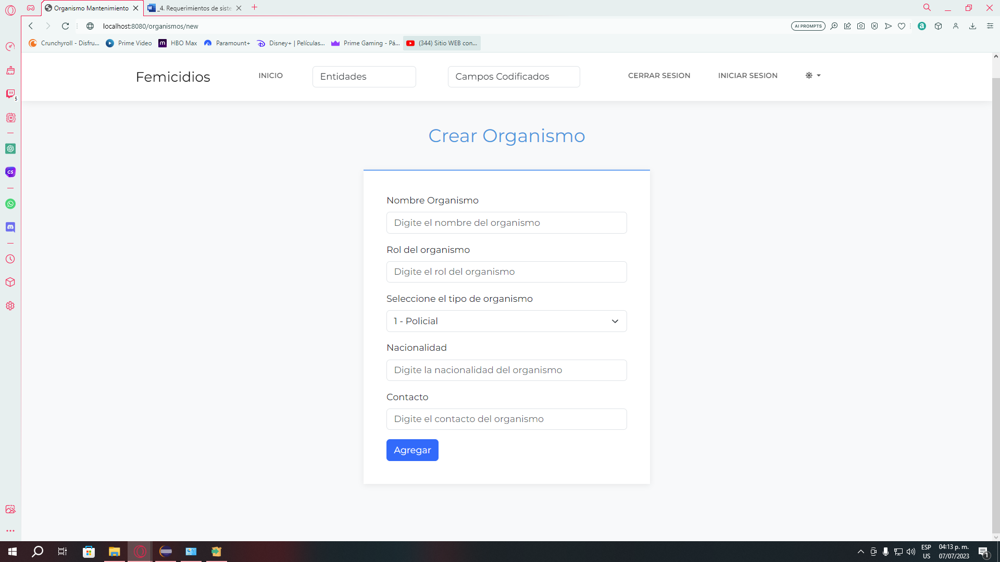 Organismo Mantenimiento
_4. Requerimientos de siste
localhost:8080/organismos/new
AI PROMPTS
Crunchyroll - Disfru...
Prime Video
HBO Max
Paramount+
Disney+ | Películas...
Prime Gaming - Pá...
(344) Sitio WEB con...
Femicidios
INICIO
Entidades
Campos Codificados
CERRAR SESION
INICIAR SESION
5
CS
Crear Organismo
Nombre Organismo
Digite el nombre del organismo
Rol del organismo
Digite el rol del organismo
Seleccione el tipo de organismo
1 - Policial
Nacionalidad
Digite la nacionalidad del organismo
Contacto
Digite el contacto del organismo
Agregar
ESP
US
04:13 p. m.
07/07/2023
1